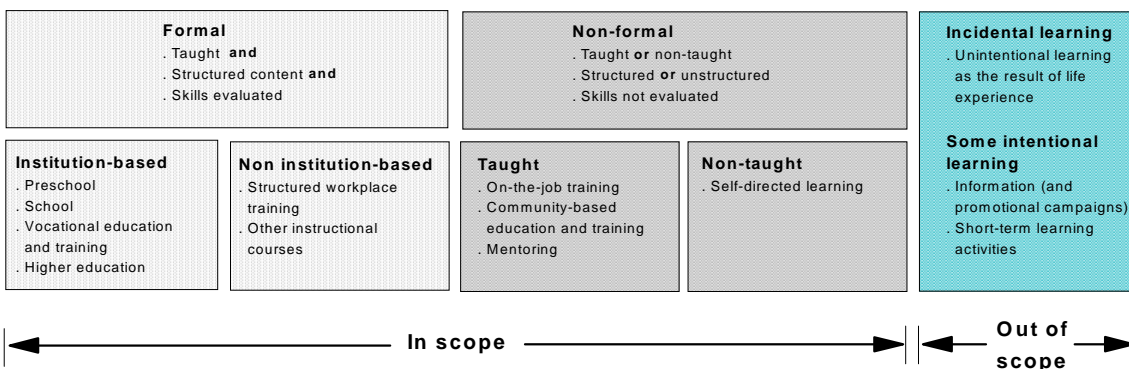 Formal
. Taught and
. Structured content and
. Skills evaluated
Non-formal
. Taught or non-taught
. Structured or unstructured
. Skills not evaluated
Incidental learning
. Unintentional learning
as the result of life
experience
Some intentional
learning
. Information (and
promotional campaigns)
. Short-term learning
activities
Institution-based
. Preschool
. School
. Vocational education
and training
. Higher education
Non institution-based
. Structured workplace
training
. Other instructional
courses
Taught
. On-the-job training
. Community-based
education and training
. Mentoring
Non-taught
. Self-directed learning
In scope
Out of
scope